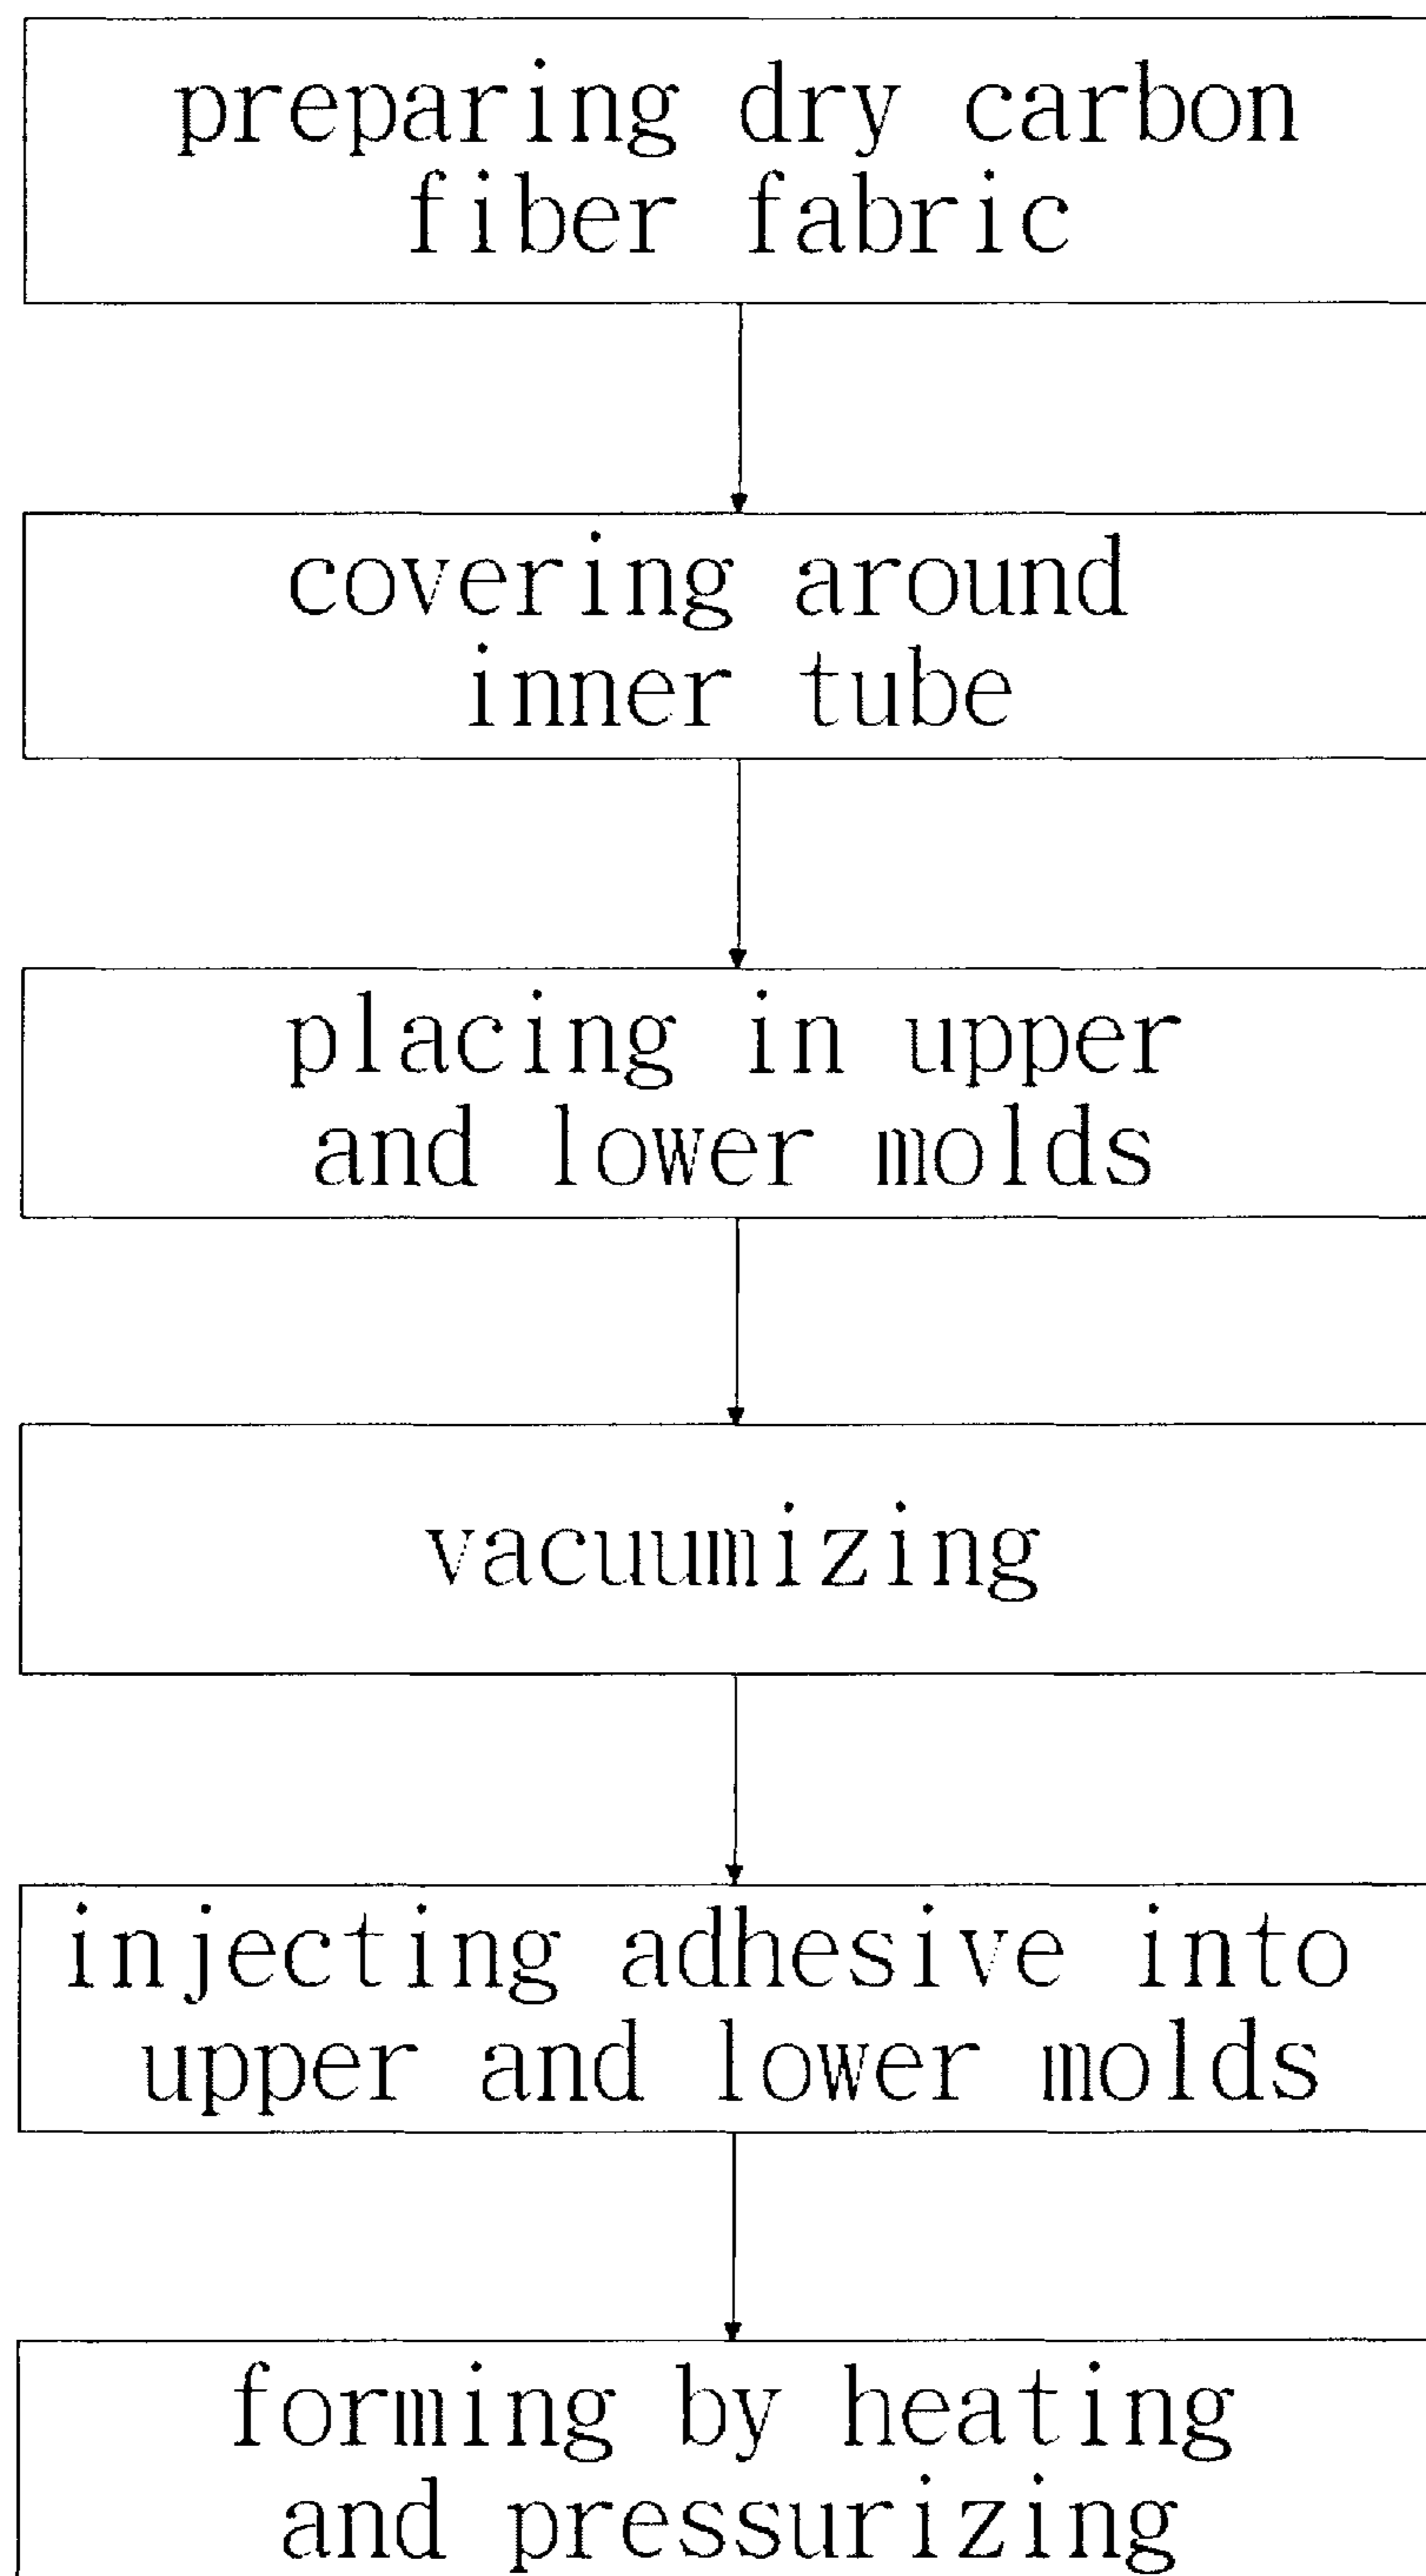 preparing dry carbon
fiber fabric
covering around
inner tube
placing in upper
and lower molds
vacuumizing
injecting adhesive into
upper and lower molds
forming by heating
and pressurizing